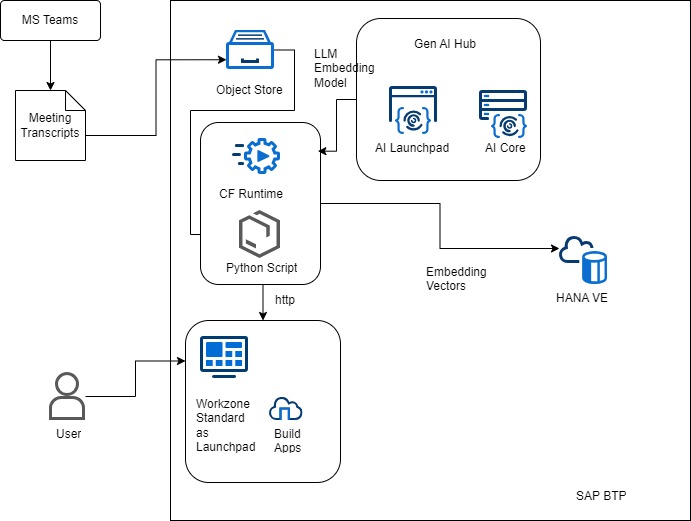 MS Teams
Meeting
Transcripts
Object Store
LLM
Embedding
Model
Gen AI Hub
AI Launchpad
AI Core
CF Runtime
Python Script
Embedding
Vectors
HANA VE
http
Workzone
Standard
as
Launchpad
Build
Apps
User
SAP BTP